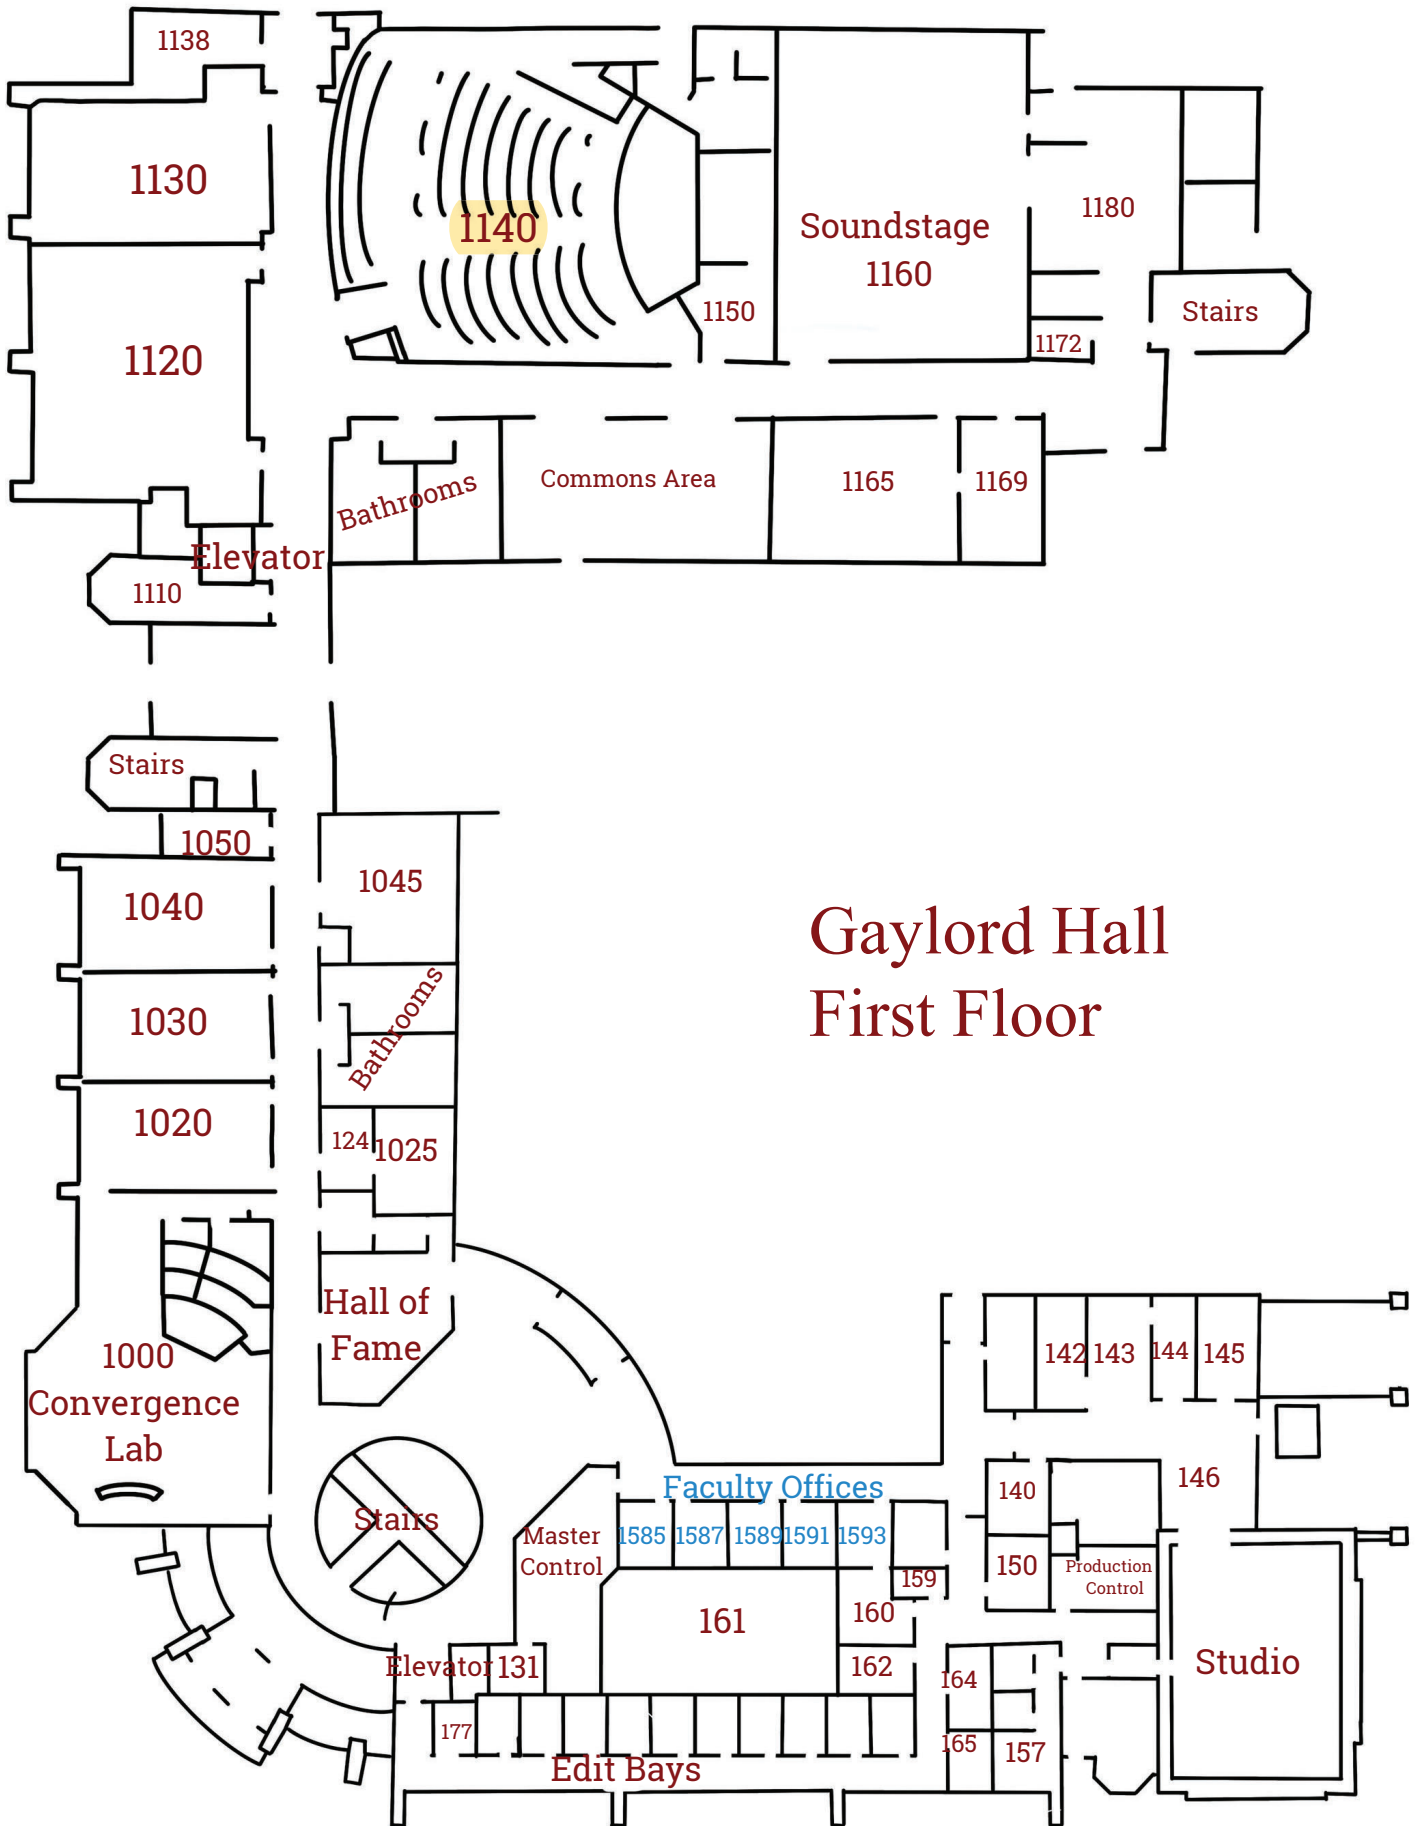 1138
1130
1140
Soundstage
1160
1180
1150
Stairs
1172
1120
Bathrooms
Commons Area
1165
1169
Elevator
1110
Stairs
1050
1040
1045
Gaylord Hall
First Floor
1030
Bathrooms
1020
124
1025
Hall of
Fame
1000
Convergence
Lab
142
143
144
145
Faculty Offices
146
140
Stairs
Master
Control
1585
1587
1589
1591
1593
150
Production
Control
159
160
161
162
Elevator
131
164
Studio
177
165
157
Edit Bays